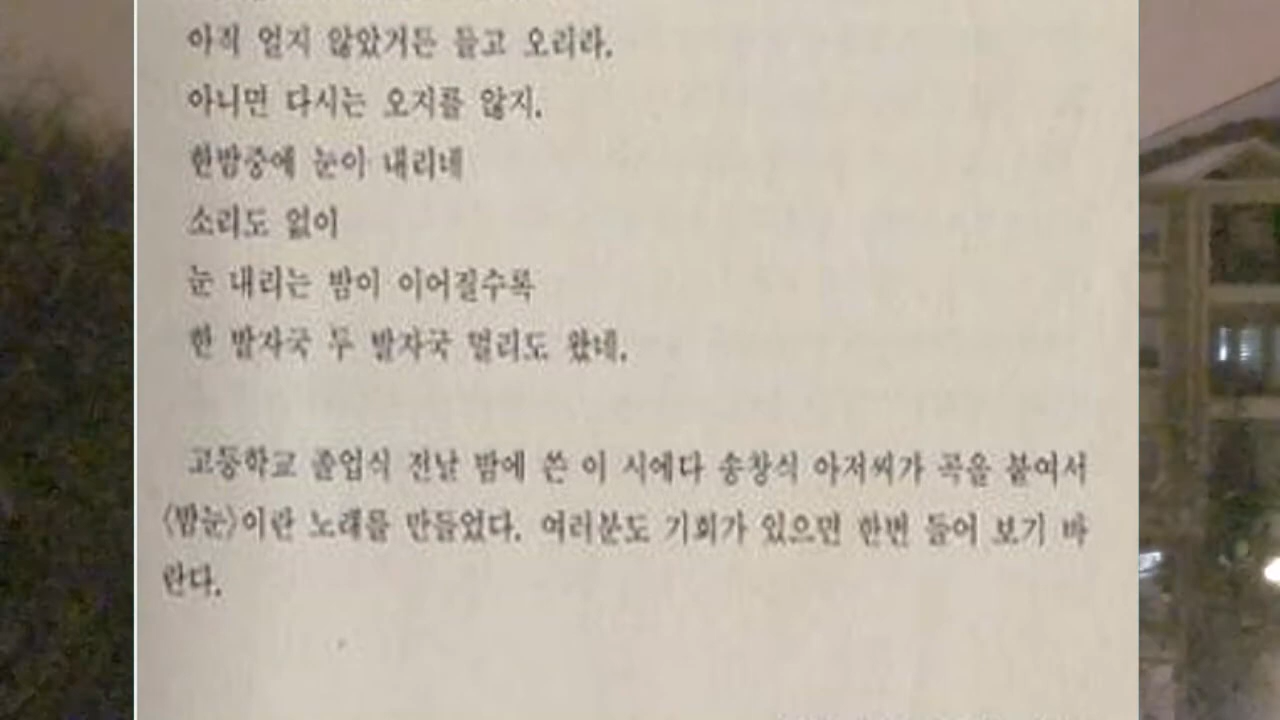 아직 얼지 않았거든 들고 오리라.
아니면 다시는 오지를 않지.
한밤중에 눈이 내리네
소리도 없이
눈 내리는 밤이 이어질수록
한 발자국 두 발자국 멀리도 왔네.
고등학교 졸업식 전날 밤에 쓴 이 시에다 송창식 아저씨가 곡을 붙여서
〈밤눈〉이란 노래를 만들었다. 여러분도 기회가 있으면 한번 들어 보기 바
란다.